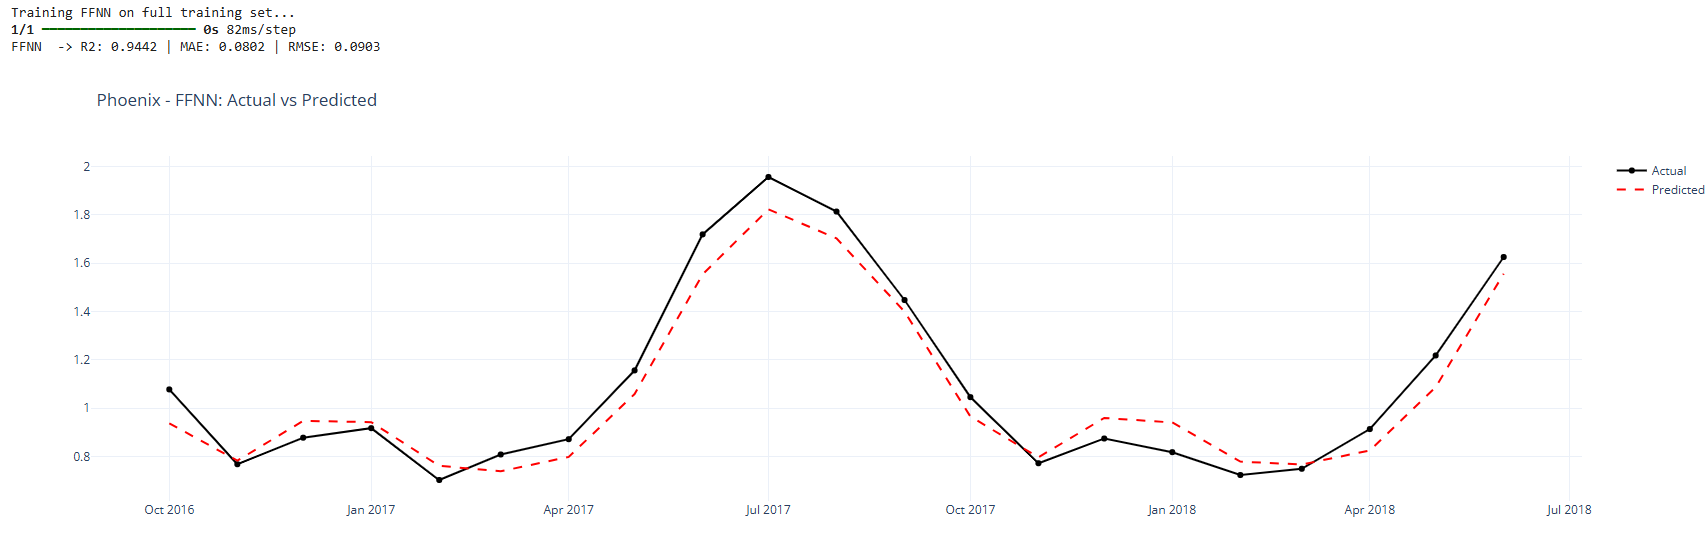 Training FFNN on full training set...
1/1 ━━━━━━━━━━━━━━━━━━━━ 0s 82ms/step
FFNN  -> R2: 0.9442 | MAE: 0.0802 | RMSE: 0.0903
Phoenix - FFNN: Actual vs Predicted
2
1.8
1.6
1.4
1.2
1
0.8
Oct 2016
Jan 2017
Apr 2017
Jul 2017
Oct 2017
Jan 2018
Apr 2018
Jul 2018
Actual
Predicted